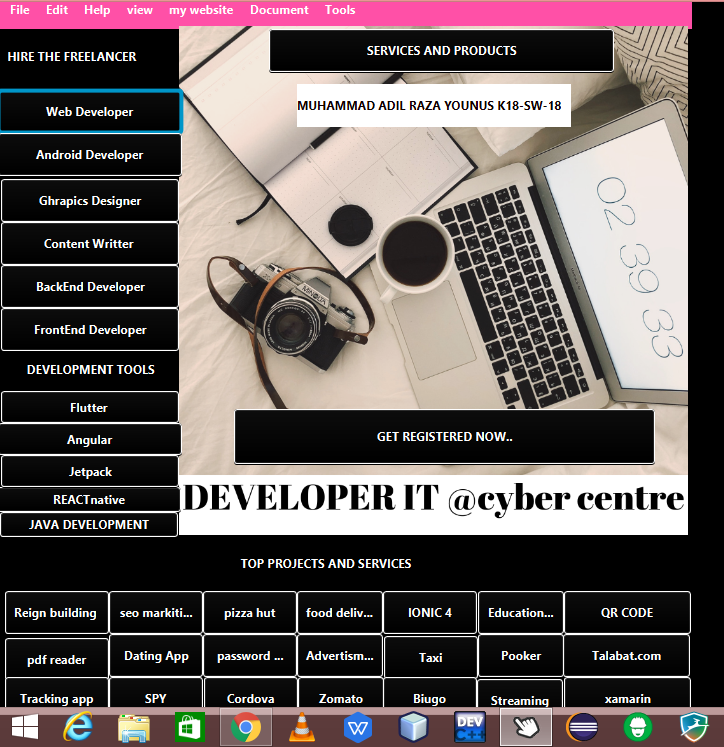 File Edit Help view my website Document Tools
HIRE THE FREELANCER
SERVICES AND PRODUCTS
MUHAMMAD ADIL RAZA YOUNUS K18-SW-18
Web Developer
Android Developer
Ghrapics Designer
Content Writter
BackEnd Developer
FrontEnd Developer
DEVELOPMENT TOOLS
Flutter
Angular
Jetpack
REACTnative
JAVA DEVELOPMENT
02 39 33
MINOLTA
GET REGISTERED NOW..
DEVELOPER IT @cyber centre
TOP PROJECTS AND SERVICES
Reign building seo markiti... pizza hut food deliv... IONIC 4 Education... QR CODE
pdf reader Dating App password ... Advertism... Taxi Pooker Talabat.com
Tracking app SPY Cordova Zomato Biugo Streaming xamarin
DEV C++